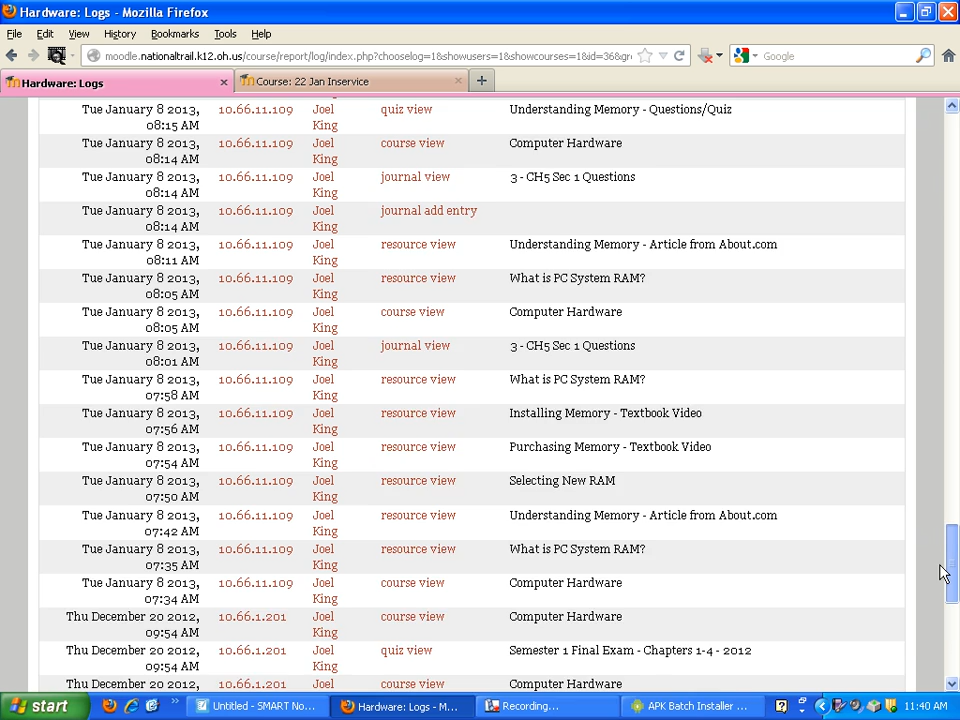 Hardware: Logs - Mozilla Firefox
File Edit View History Bookmarks Tools Help
moodle.nationaltrail.k12.oh.us/course/report/log/index.php?chooselog=1&showusers=1&showcourses=1&id=36&gr Google
Hardware: Logs Course: 22 Jan Inservice
Tue January 8 2013, 10.66.11.109 Joel quiz view Understanding Memory - Questions/Quiz
08:15 AM King
Tue January 8 2013, 10.66.11.109 Joel course view Computer Hardware
08:14 AM King
Tue January 8 2013, 10.66.11.109 Joel journal view 3 - CH5 Sec 1 Questions
08:14 AM King
Tue January 8 2013, 10.66.11.109 Joel journal add entry
08:14 AM King
Tue January 8 2013, 10.66.11.109 Joel resource view Understanding Memory - Article from About.com
08:11 AM King
Tue January 8 2013, 10.66.11.109 Joel resource view What is PC System RAM?
08:05 AM King
Tue January 8 2013, 10.66.11.109 Joel course view Computer Hardware
08:05 AM King
Tue January 8 2013, 10.66.11.109 Joel journal view 3 - CH5 Sec 1 Questions
08:01 AM King
Tue January 8 2013, 10.66.11.109 Joel resource view What is PC System RAM?
07:58 AM King
Tue January 8 2013, 10.66.11.109 Joel resource view Installing Memory - Textbook Video
07:56 AM King
Tue January 8 2013, 10.66.11.109 Joel resource view Purchasing Memory - Textbook Video
07:54 AM King
Tue January 8 2013, 10.66.11.109 Joel resource view Selecting New RAM
07:50 AM King
Tue January 8 2013, 10.66.11.109 Joel resource view Understanding Memory - Article from About.com
07:42 AM King
Tue January 8 2013, 10.66.11.109 Joel resource view What is PC System RAM?
07:35 AM King
Tue January 8 2013, 10.66.11.109 Joel course view Computer Hardware
07:34 AM King
Thu December 20 2012, 10.66.1.201 Joel course view Computer Hardware
09:54 AM King
Thu December 20 2012, 10.66.1.201 Joel quiz view Semester 1 Final Exam - Chapters 1-4 - 2012
09:54 AM King
Thu December 20 2012, 10.66.1.201 Joel course view Computer Hardware
start Untitled - SMART No... Hardware: Logs - M... Recording... APK Batch Installer ... 11:40 AM